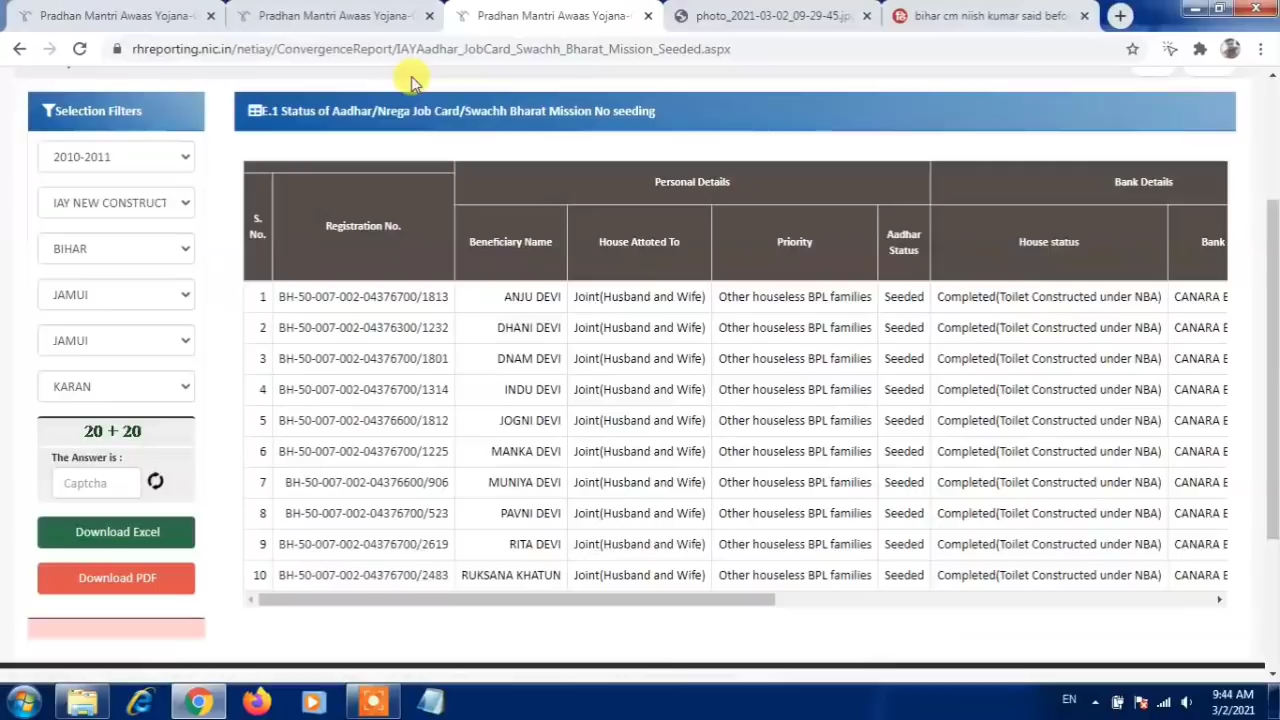 Pradhan Mantri Awaas Yojana-(
Pradhan Mantri Awaas Yojana-(
Pradhan Mantri Awaas Yojana-(
photo_2021-03-02_09-29-45.jp
bihar cm niish kumar said befo
rhreporting.nic.in/netiay/ConvergenceReport/IAYAadhar_JobCard_Swachh_Bharat_Mission_Seeded.aspx
Selection Filters
E.1 Status of Aadhar/Nrega Job Card/Swachh Bharat Mission No seeding
2010-2011
IAY NEW CONSTRUCT
BIHAR
JAMUI
JAMUI
KARAN
20 + 20
The Answer is :
Captcha
Download Excel
Download PDF
Personal Details Bank Details
S. No. Registration No. Beneficiary Name House Attoted To Priority Aadhar Status House status Bank
1 BH-50-007-002-04376700/1813 ANJU DEVI Joint(Husband and Wife) Other houseless BPL families Seeded Completed(Toilet Constructed under NBA) CANARA
2 BH-50-007-002-04376300/1232 DHANI DEVI Joint(Husband and Wife) Other houseless BPL families Seeded Completed(Toilet Constructed under NBA) CANARA
3 BH-50-007-002-04376700/1801 DNAM DEVI Joint(Husband and Wife) Other houseless BPL families Seeded Completed(Toilet Constructed under NBA) CANARA
4 BH-50-007-002-04376700/1314 INDU DEVI Joint(Husband and Wife) Other houseless BPL families Seeded Completed(Toilet Constructed under NBA) CANARA
5 BH-50-007-002-04376600/1812 JOGNI DEVI Joint(Husband and Wife) Other houseless BPL families Seeded Completed(Toilet Constructed under NBA) CANARA
6 BH-50-007-002-04376700/1225 MANKA DEVI Joint(Husband and Wife) Other houseless BPL families Seeded Completed(Toilet Constructed under NBA) CANARA
7 BH-50-007-002-04376600/906 MUNIYA DEVI Joint(Husband and Wife) Other houseless BPL families Seeded Completed(Toilet Constructed under NBA) CANARA
8 BH-50-007-002-04376700/523 PAVNI DEVI Joint(Husband and Wife) Other houseless BPL families Seeded Completed(Toilet Constructed under NBA) CANARA
9 BH-50-007-002-04376700/2619 RITA DEVI Joint(Husband and Wife) Other houseless BPL families Seeded Completed(Toilet Constructed under NBA) CANARA
10 BH-50-007-002-04376700/2483 RUKSANA KHATUN Joint(Husband and Wife) Other houseless BPL families Seeded Completed(Toilet Constructed under NBA) CANARA
EN
9:44 AM
3/2/2021